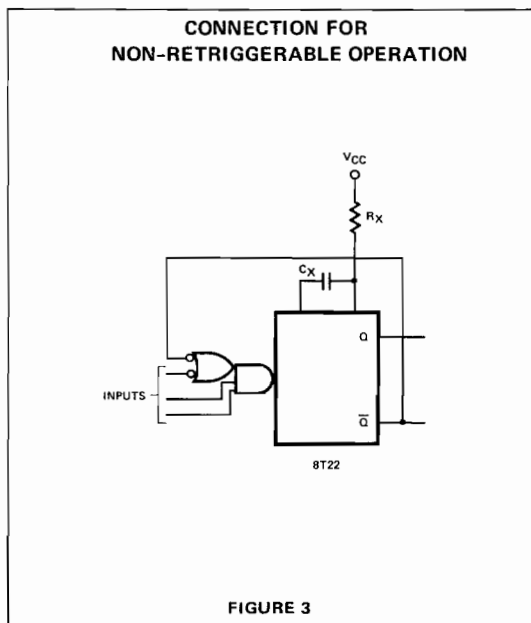 CONNECTION FOR
NON-RETRIGGERABLE OPERATION
VCC
RX
CX
Q
INPUTS
Q̅
8T22
FIGURE 3